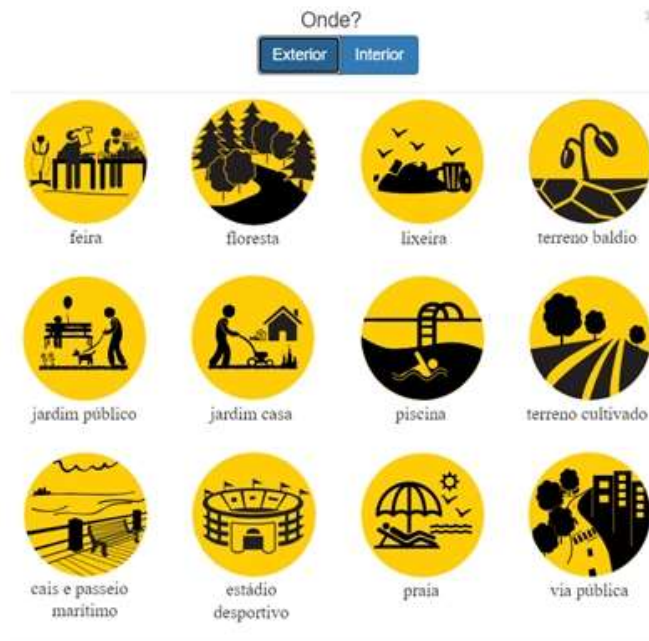 Onde?
Exterior Interior
feira floresta lixeira terreno baldio
jardim público jardim casa piscina terreno cultivado
cais e passeio estádio praia via pública
marítimo desportivo